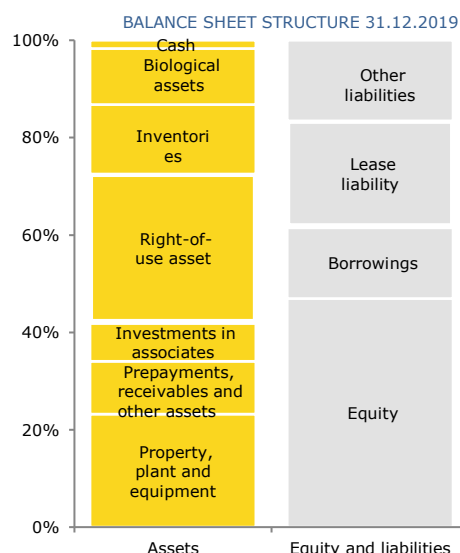 BALANCE SHEET STRUCTURE 31.12.2019
100%
80%
60%
40%
20%
0%
Cash
Biological
assets
Inventori
es
Right-of-
use asset
Investments in
associates
Prepayments,
receivables and
other assets
Property,
plant and
equipment
Other
liabilities
Lease
liability
Borrowings
Equity
Assets
Equity and liabilities